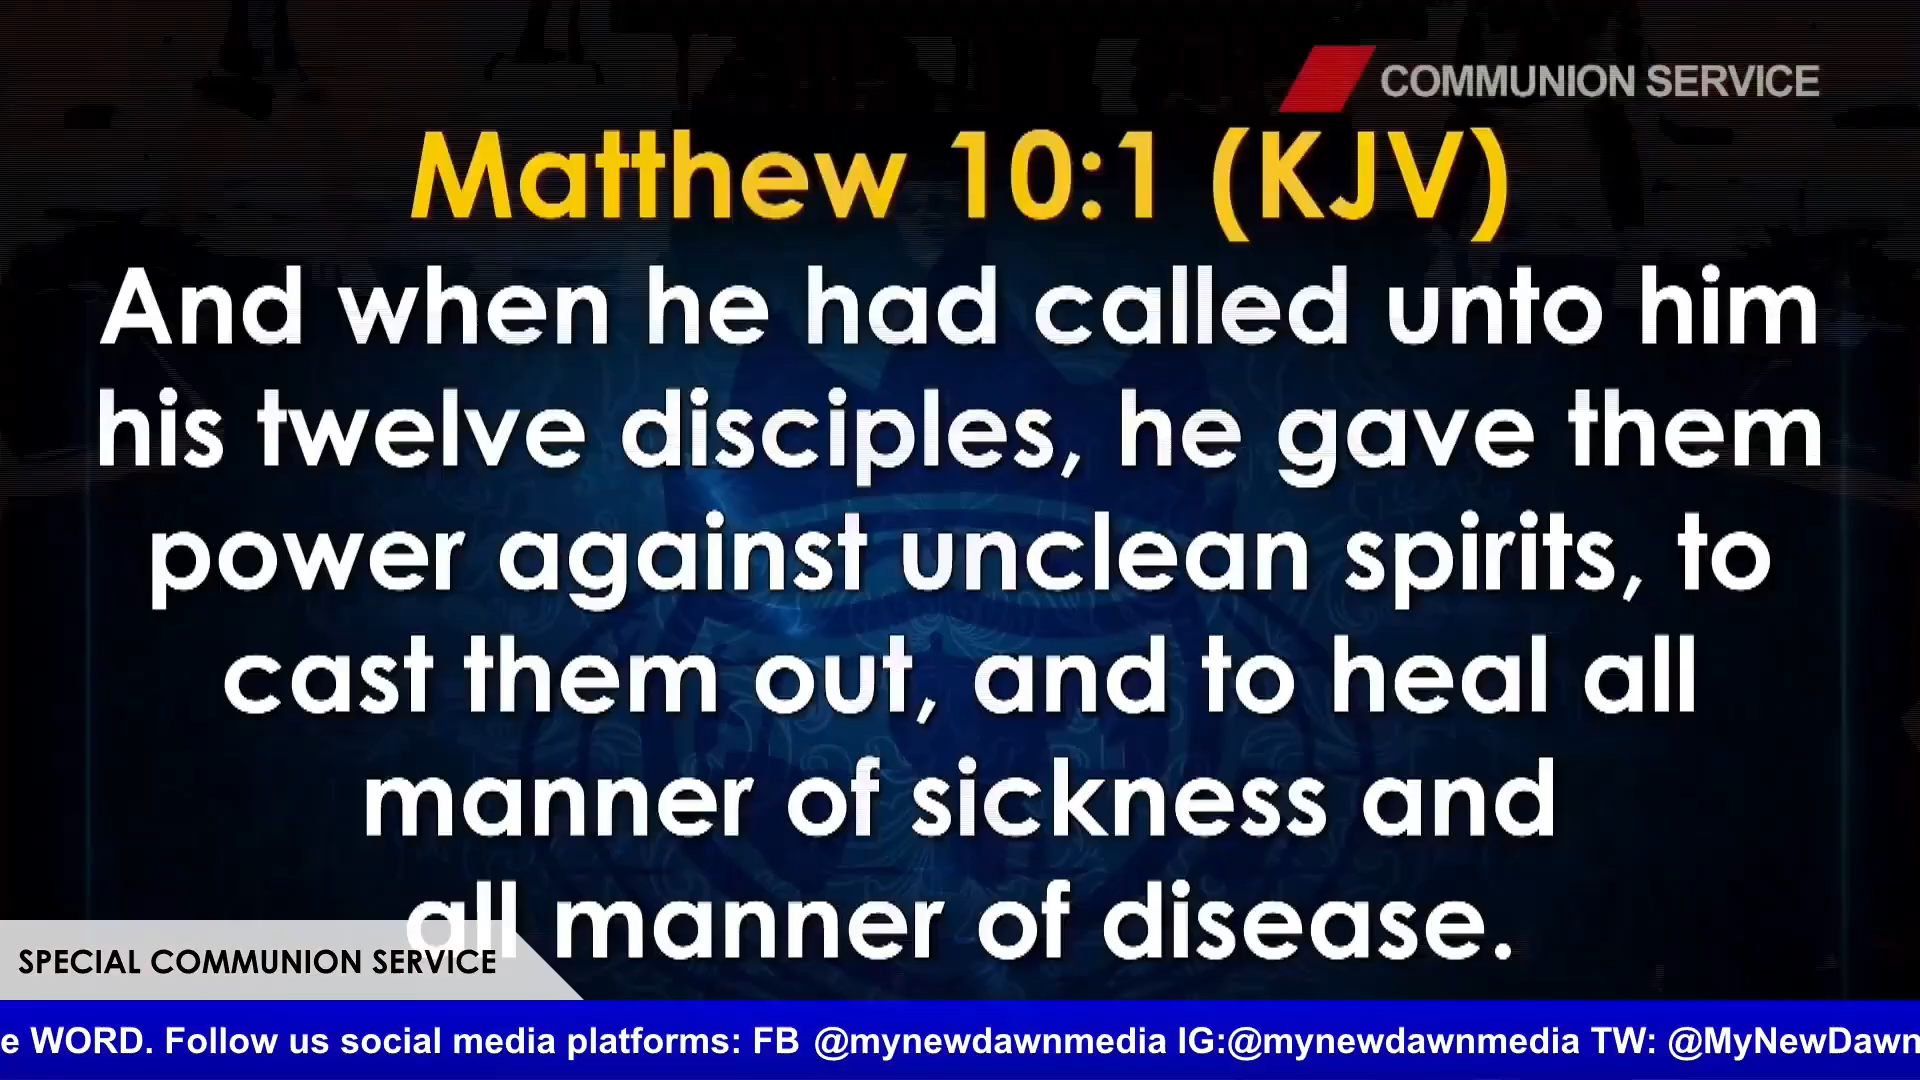 COMMUNION SERVICE
Matthew 10:1 (KJV)
And when he had called unto him
his twelve disciples, he gave them
power against unclean spirits, to
cast them out, and to heal all
manner of sickness and
all manner of disease.
SPECIAL COMMUNION SERVICE
e WORD. Follow us social media platforms: FB @mynewdawnmedia IG:@mynewdawnmedia TW: @MyNewDawn